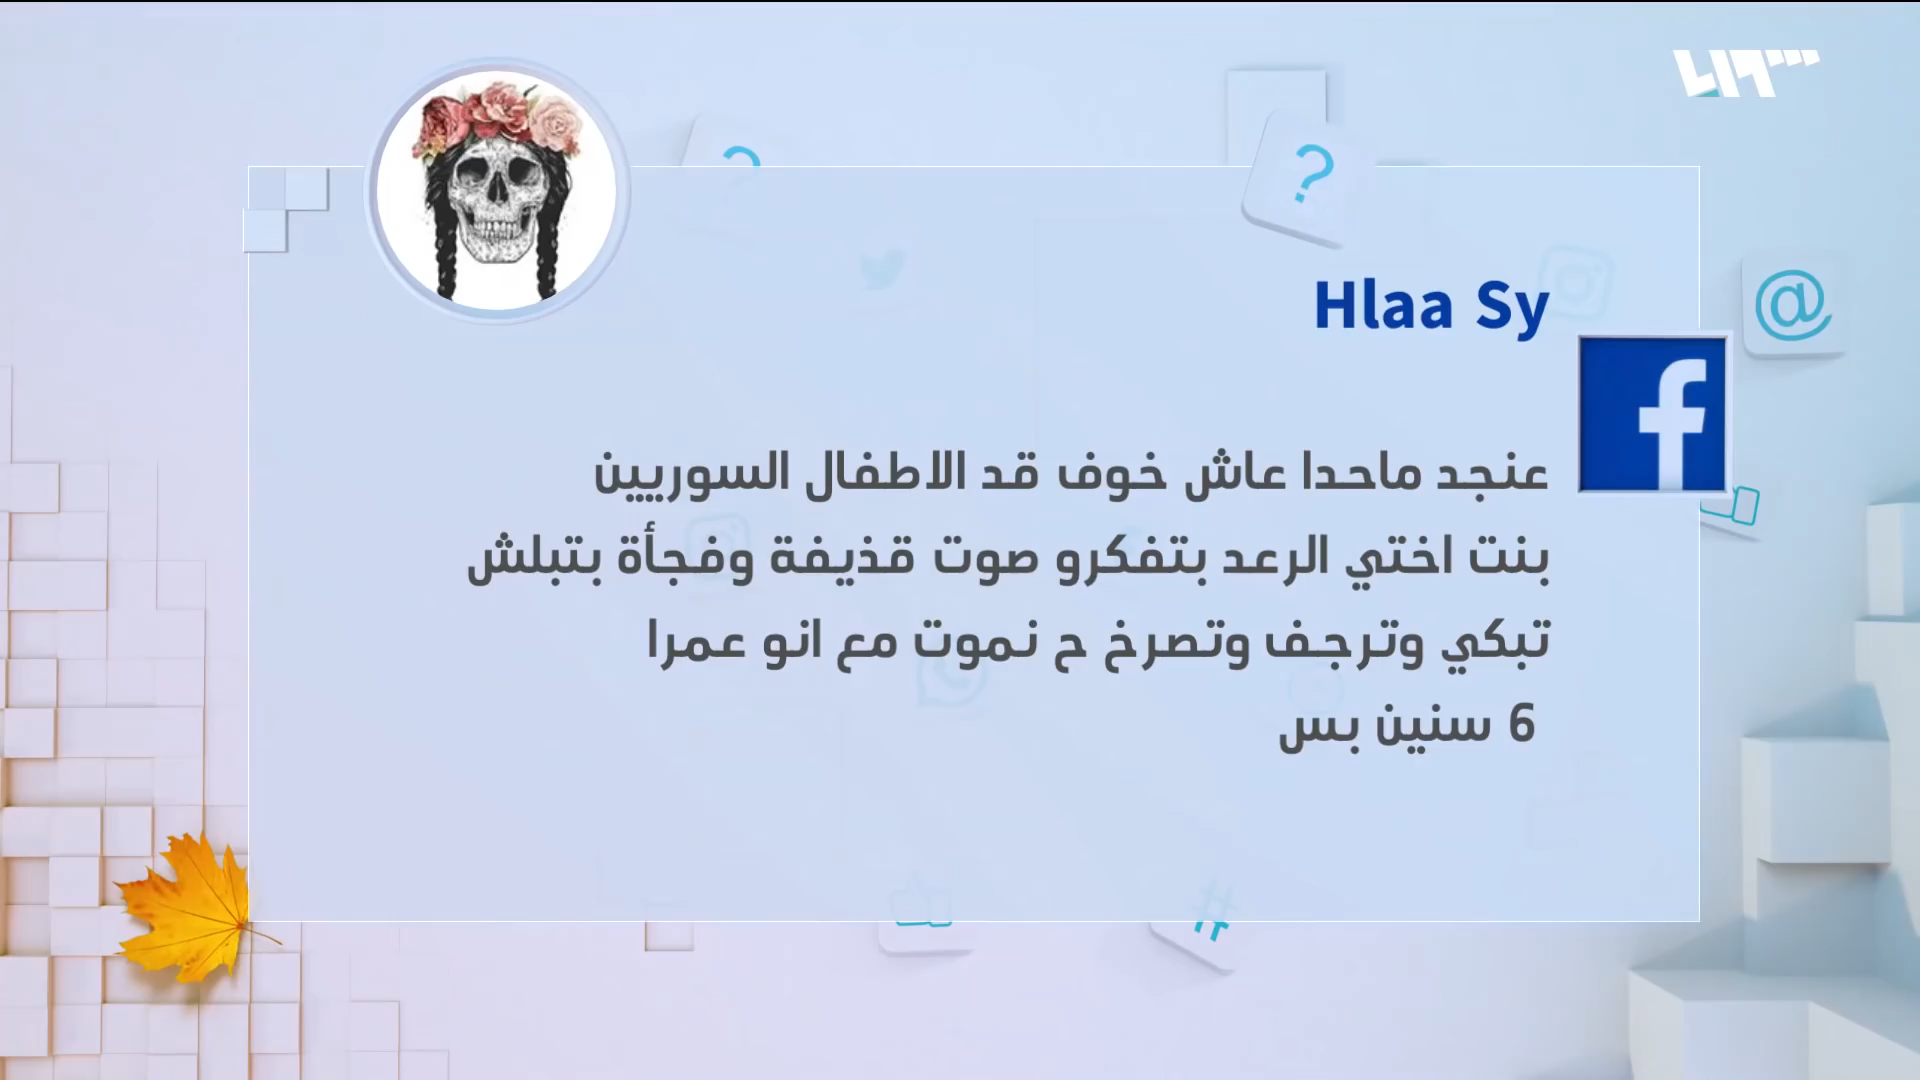 Hlaa Sy
عنجد ماحدا عاش خوف قد الاطفال السوريين
بنت اختي الرعد بتفكرو صوت قذيفة وفجأة بتبلش
تبكي وترجف وتصرخ ح نموت مع انو عمرا
6 سنين بس